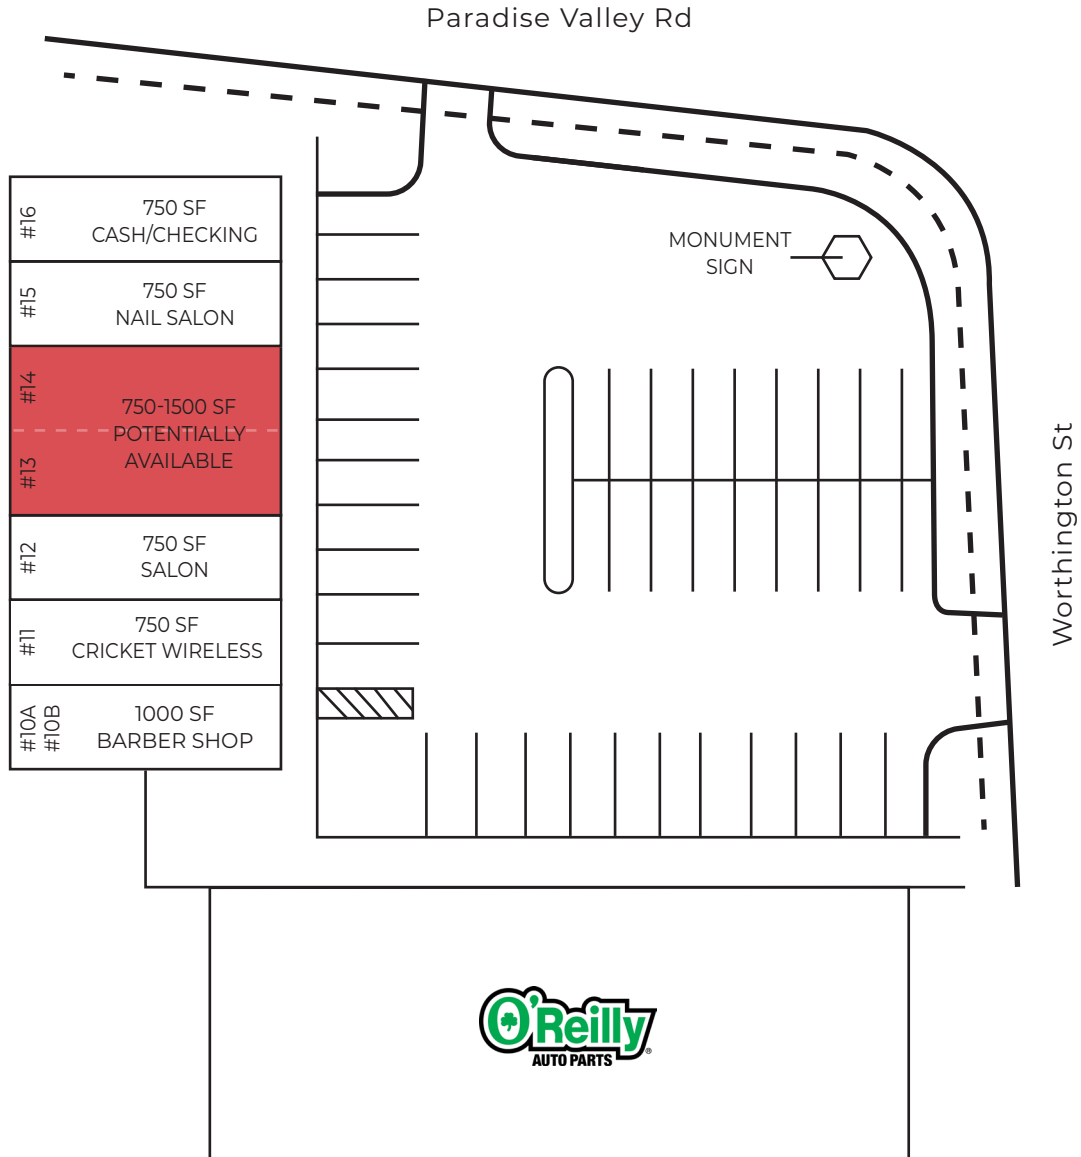 Paradise Valley Rd
#16
750 SF
CASH/CHECKING
#15
750 SF
NAIL SALON
#14
#13
750-1500 SF
POTENTIALLY
AVAILABLE
#12
750 SF
SALON
#11
750 SF
CRICKET WIRELESS
#10A
#10B
1000 SF
BARBER SHOP
MONUMENT
SIGN
Worthington St
O'Reilly
AUTO PARTS
®